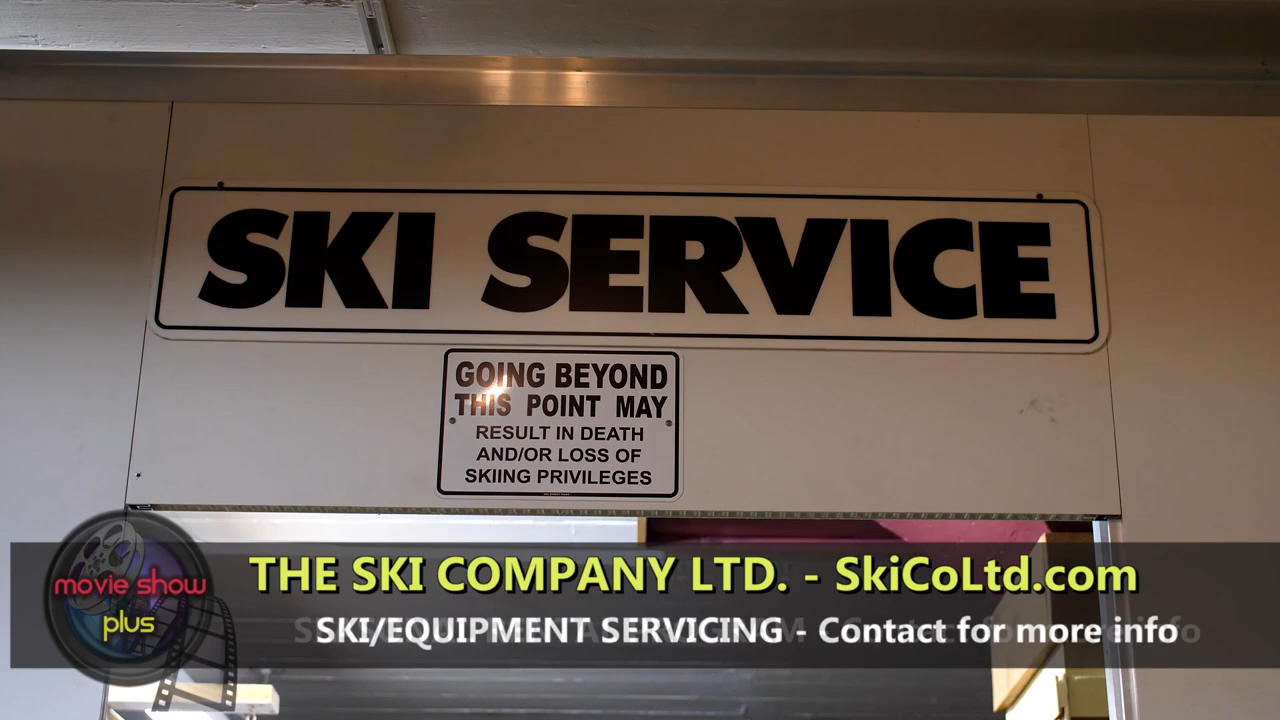 SKI SERVICE
GOING BEYOND
THIS POINT MAY
RESULT IN DEATH
AND/OR LOSS OF
SKIING PRIVILEGES
movie show
plus
THE SKI COMPANY LTD. - SkiCoLtd.com
SKI/EQUIPMENT SERVICING - Contact for more info